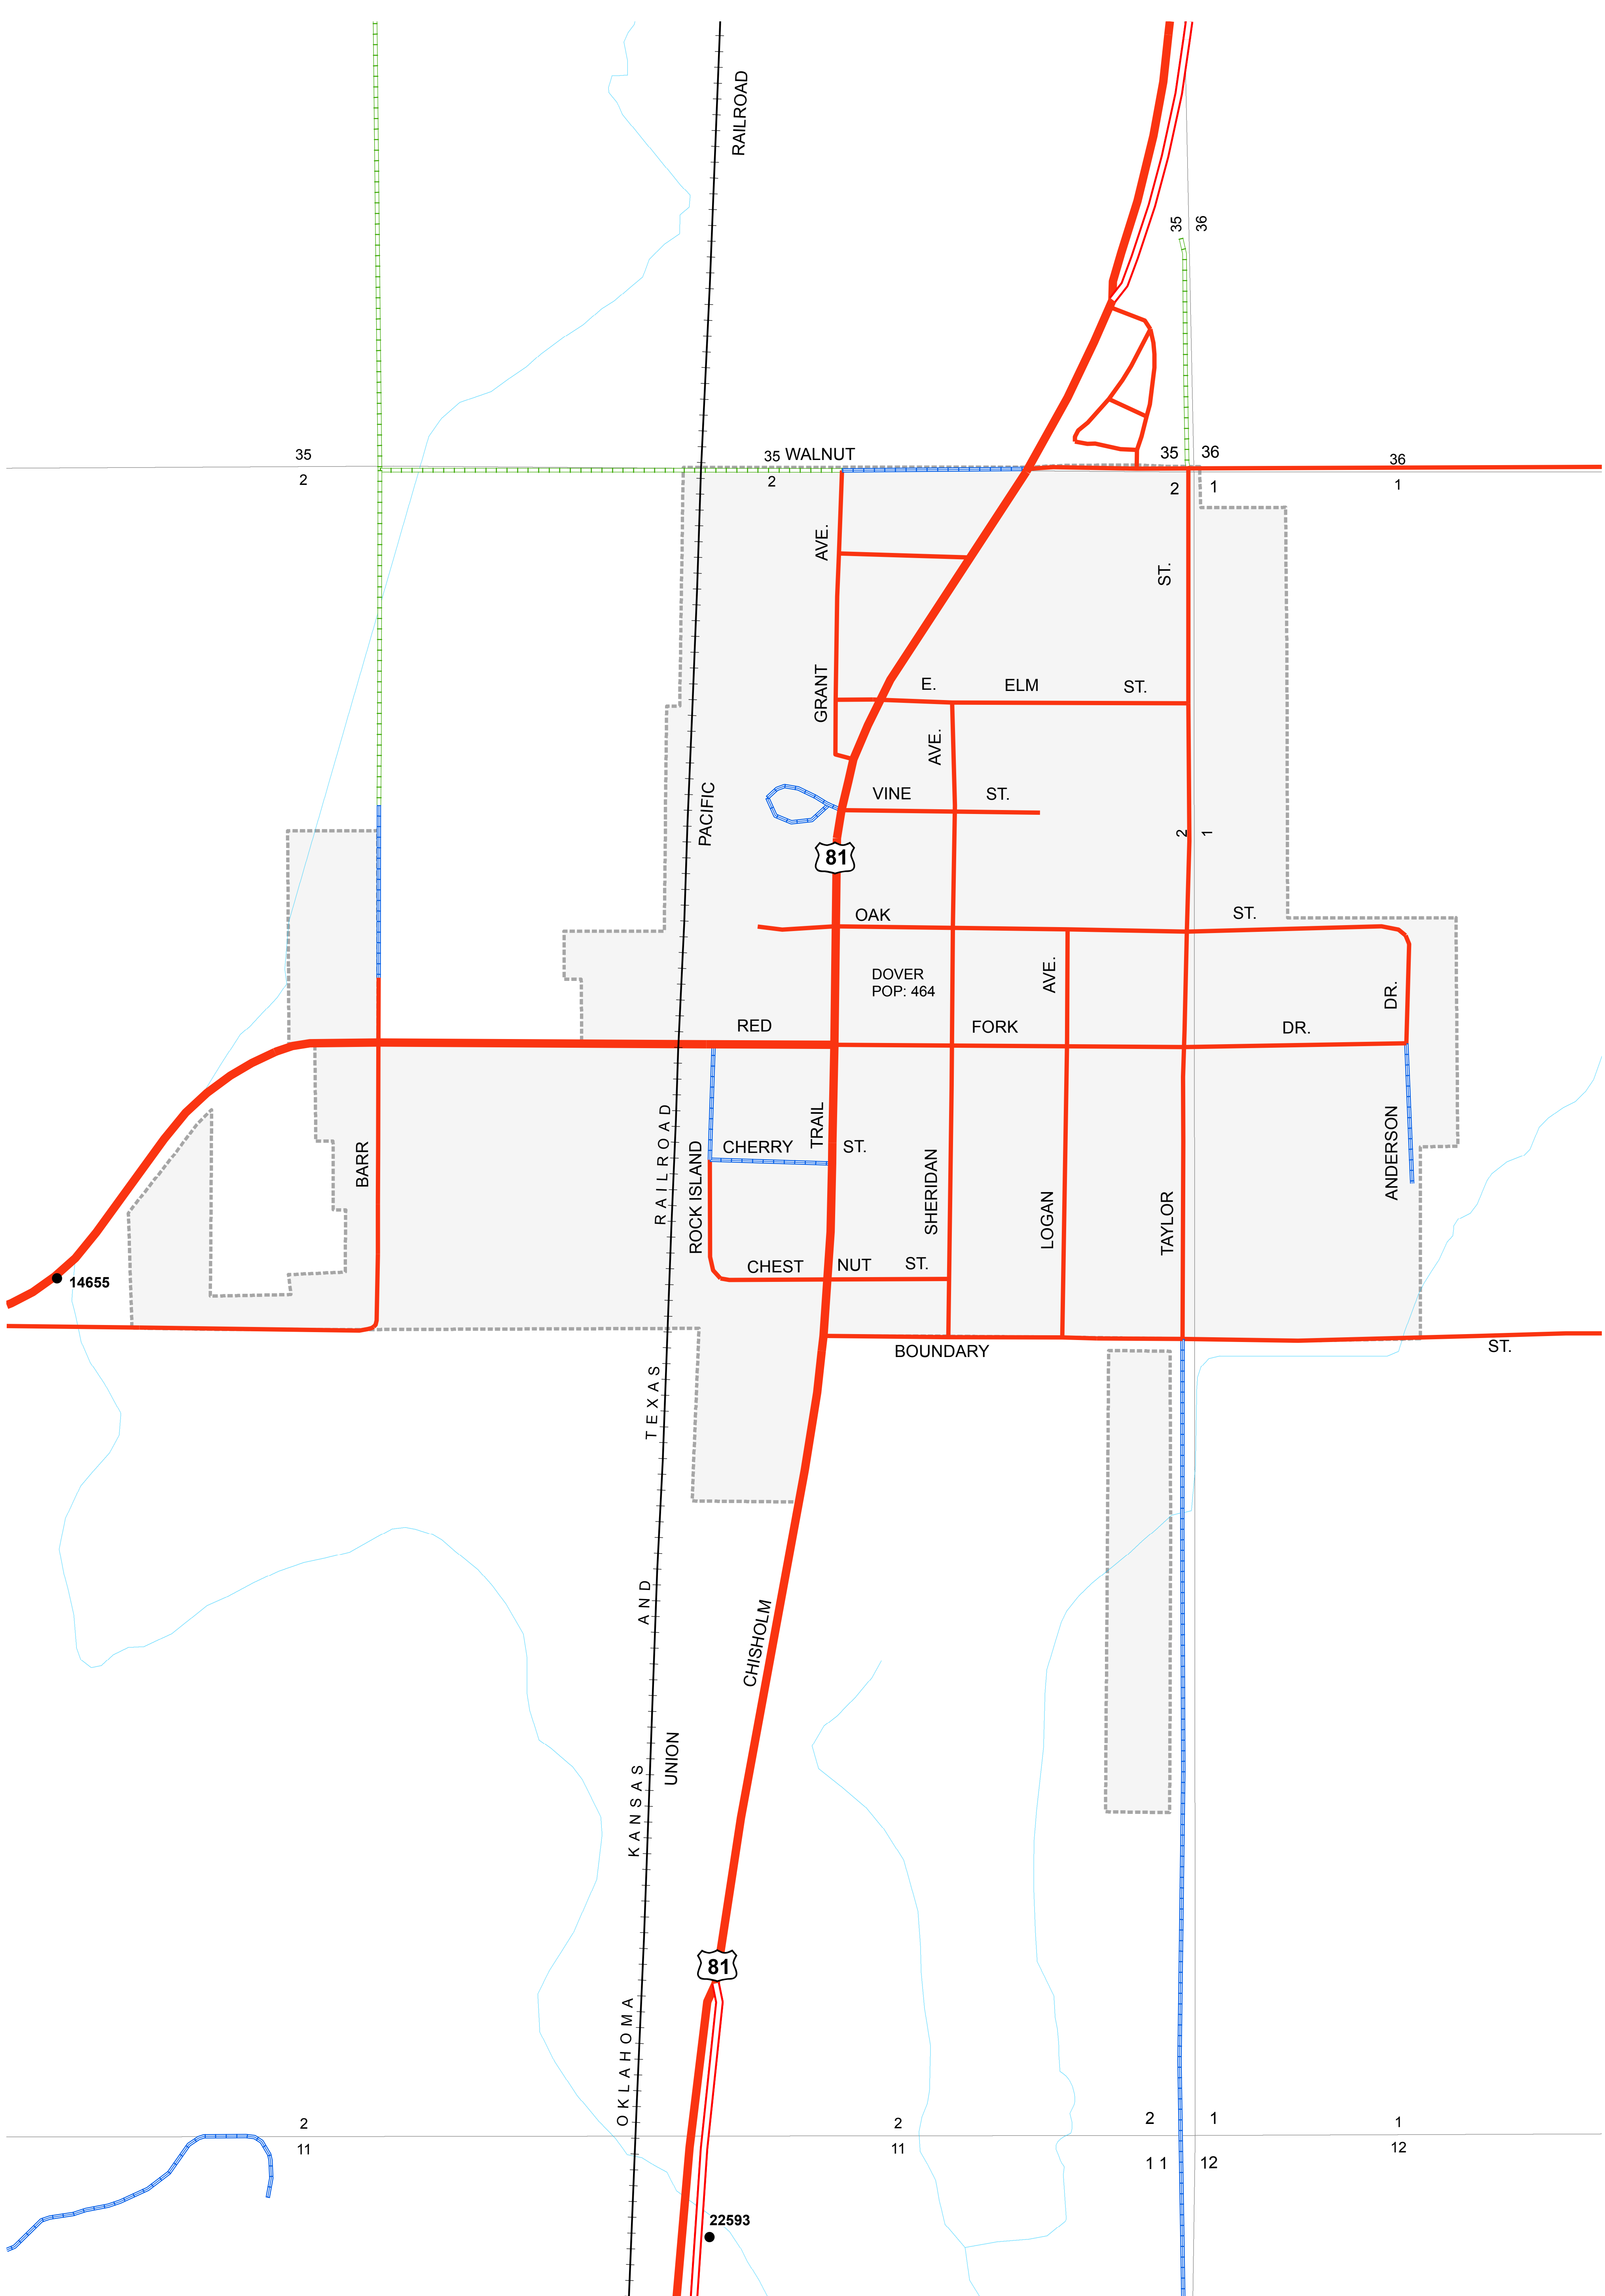 RAILROAD
35
36
35
2
35 WALNUT
2
35
36
2
1
36
1
AVE.
ST.
GRANT
E. ELM ST.
AVE.
PACIFIC
VINE ST.
81
2
1
OAK ST.
DOVER
POP: 464
AVE.
DR.
RED FORK DR.
RAILROAD
ROCK ISLAND
CHERRY ST.
TRAIL
BARR
SHERIDAN
LOGAN
TAYLOR
ANDERSON
CHESTNUT ST.
14655
BOUNDARY ST.
TEXAS
AND
CHISHOLM
UNION
KANSAS
81
OKLAHOMA
2
11
2
11
2
1
11
12
1
12
22593